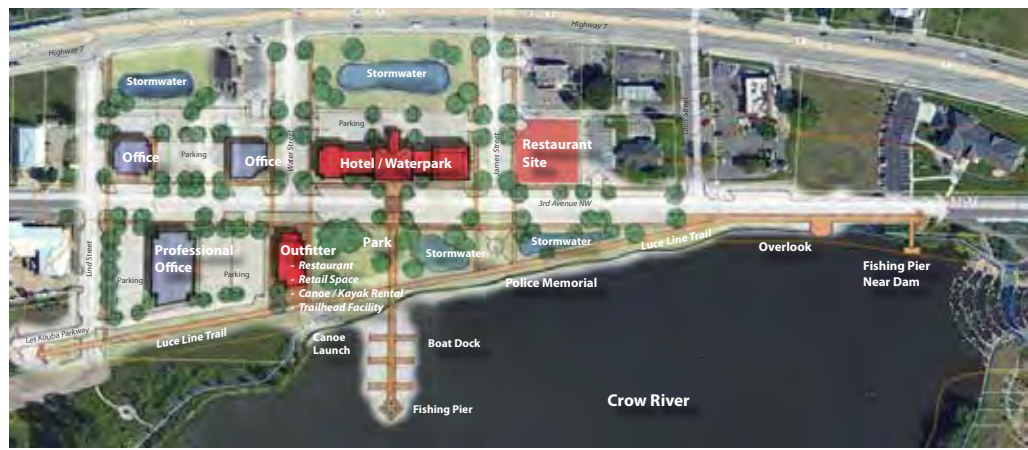 Highway 7
Highway 7
Stormwater
Stormwater
Parking
Office
Parking
Office
Water Street
Hotel / Waterpark
James Street
Restaurant
Site
3rd Avenue NW
Lind Street
Professional
Office
Parking
Parking
Outfitter
- Restaurant
- Retail Space
- Canoe / Kayak Rental
- Trailhead Facility
Park
Stormwater
Stormwater
Luce Line Trail
Overlook
Fishing Pier
Near Dam
Police Memorial
Les Kouba Parkway
Luce Line Trail
Canoe
Launch
Boat Dock
Fishing Pier
Crow River